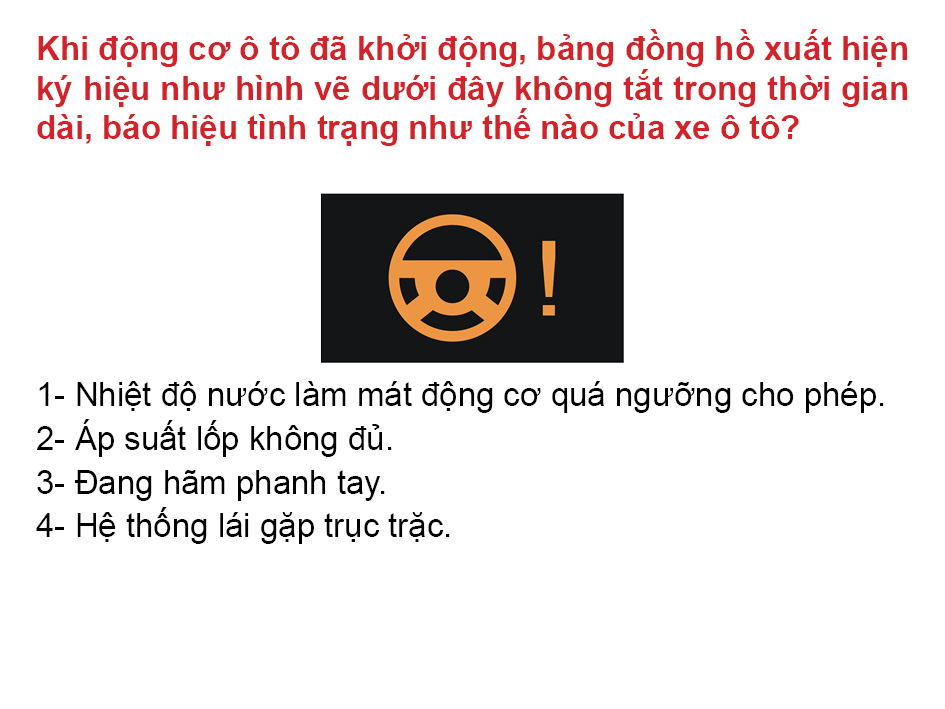 Khi động cơ ô tô đã khởi động, bảng đồng hồ xuất hiện
ký hiệu như hình vẽ dưới đây không tắt trong thời gian
dài, báo hiệu tình trạng như thế nào của xe ô tô?
!
1- Nhiệt độ nước làm mát động cơ quá ngưỡng cho phép.
2- Áp suất lốp không đủ.
3- Đang hãm phanh tay.
4- Hệ thống lái gặp trục trặc.